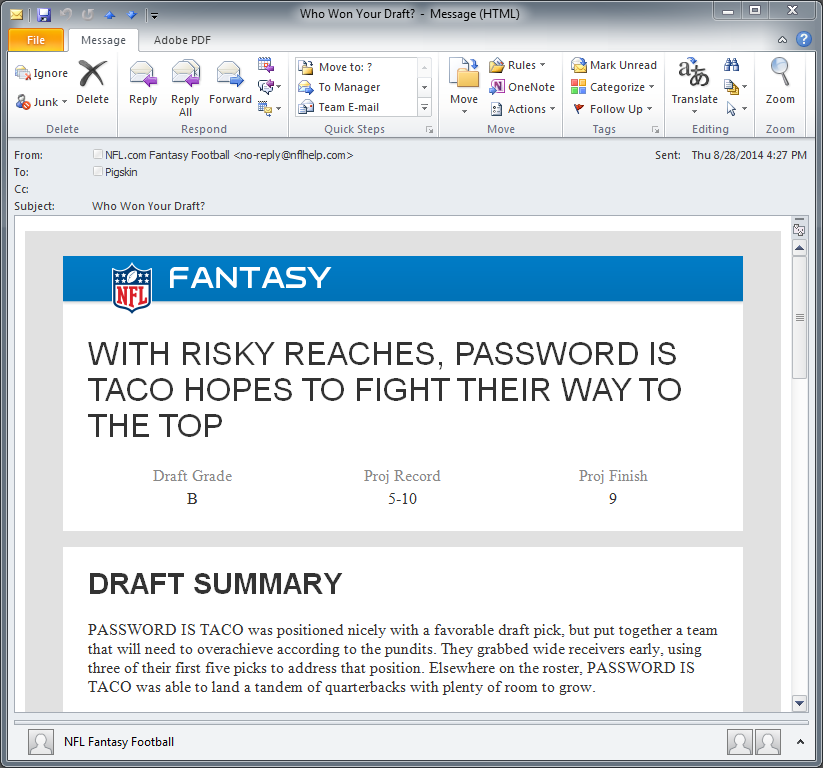 Who Won Your Draft? - Message (HTML)
File Message Adobe PDF
Ignore
Junk
Delete
Delete
Reply
Reply All
Forward
Respond
Move to: ?
To Manager
Team E-mail
Quick Steps
Move
Rules
OneNote
Actions
Move
Mark Unread
Categorize
Follow Up
Tags
Translate
Editing
Zoom
Zoom
From: NFL.com Fantasy Football <no-reply@nflhelp.com> Sent: Thu 8/28/2014 4:27 PM
To: Pigskin
Cc:
Subject: Who Won Your Draft?
NFL FANTASY
WITH RISKY REACHES, PASSWORD IS
TACO HOPES TO FIGHT THEIR WAY TO
THE TOP
Draft Grade Proj Record Proj Finish
B 5-10 9
DRAFT SUMMARY
PASSWORD IS TACO was positioned nicely with a favorable draft pick, but put together a team
that will need to overachieve according to the pundits. They grabbed wide receivers early, using
three of their first five picks to address that position. Elsewhere on the roster, PASSWORD IS
TACO was able to land a tandem of quarterbacks with plenty of room to grow.
NFL Fantasy Football